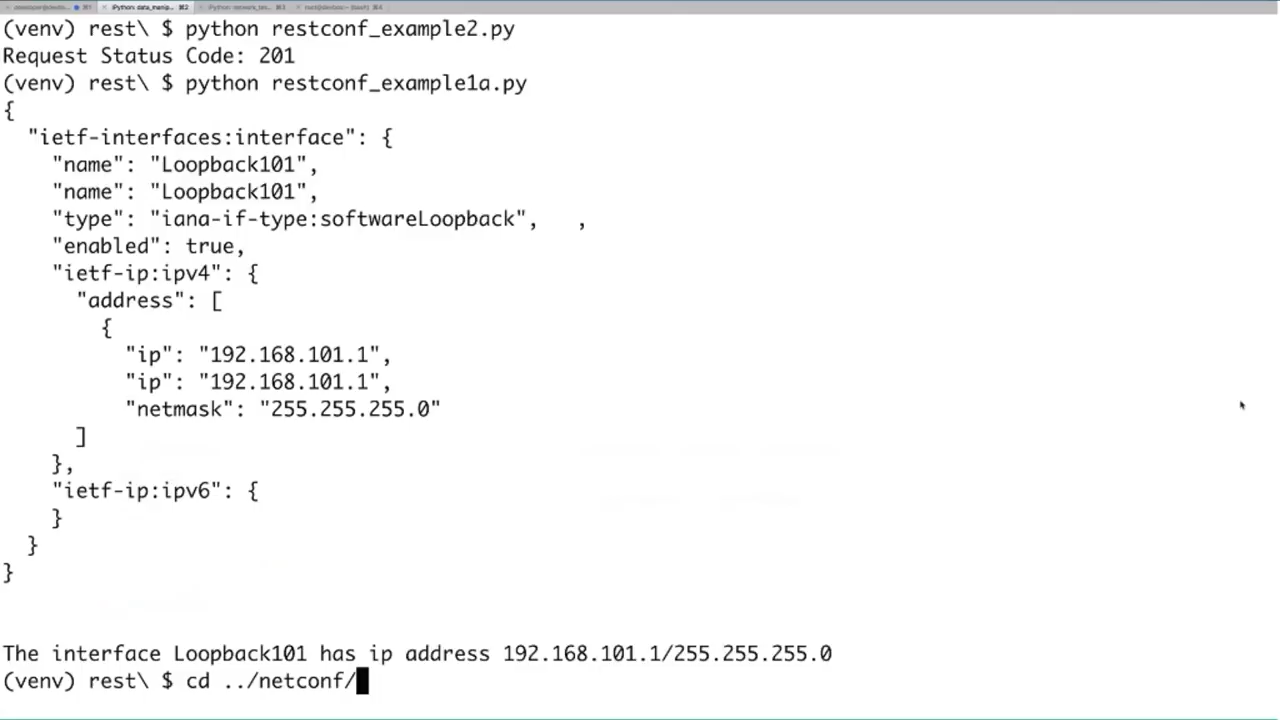 (venv) rest\ $ python restconf_example2.py
Request Status Code: 201
(venv) rest\ $ python restconf_example1a.py
{
  "ietf-interfaces:interface": {
    "name": "Loopback101",
    "name": "Loopback101",
    "type": "iana-if-type:softwareLoopback",   ,
    "enabled": true,
    "ietf-ip:ipv4": {
      "address": [
        {
          "ip": "192.168.101.1",
          "ip": "192.168.101.1",
          "netmask": "255.255.255.0"
      ]
    },
    "ietf-ip:ipv6": {
    }
  }
}
The interface Loopback101 has ip address 192.168.101.1/255.255.255.0
(venv) rest\ $ cd ../netconf/